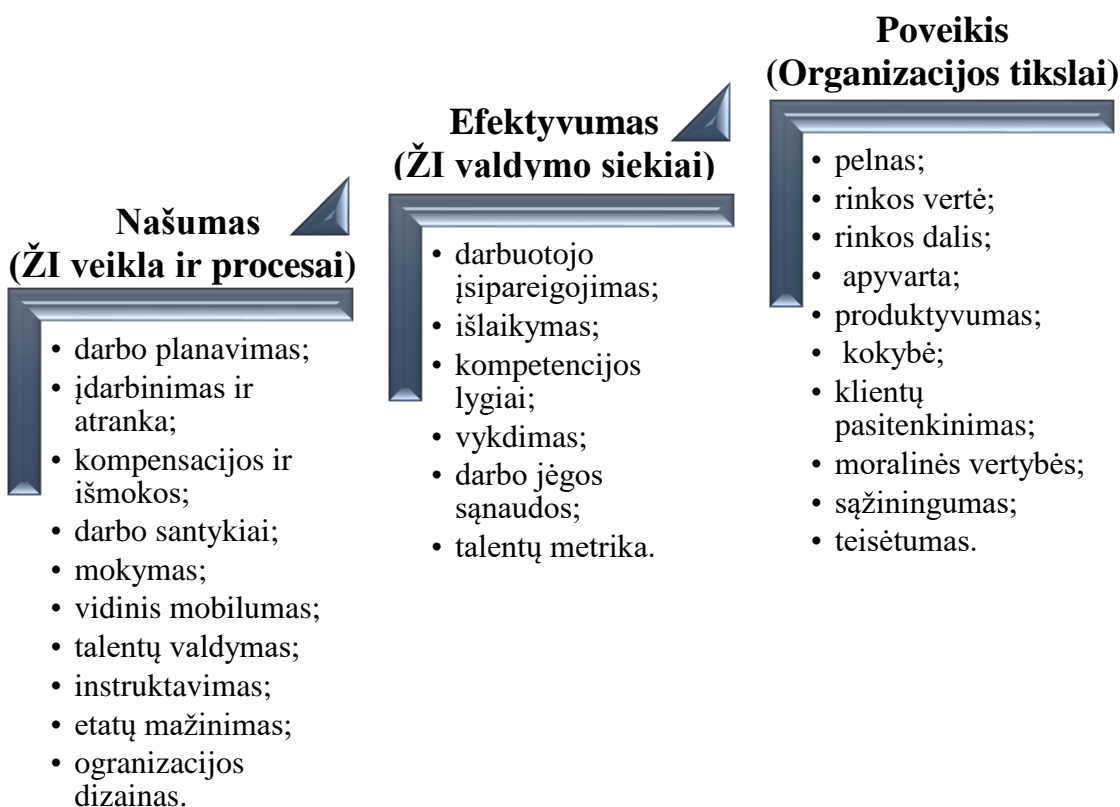 Našumas
(ŽI veikla ir procesai)
• darbo planavimas;
• įdarbinimas ir
atranka;
• kompensacijos ir
išmokos;
• darbo santykiai;
• mokymas;
• vidinis mobilumas;
• talentų valdymas;
• instruktavimas;
• etatų mažinimas;
• ogranizacijos
dizainas.
Efektyvumas
(ŽI valdymo siekiai)
• darbuotojo
įsipareigojimas;
• išlaikymas;
• kompetencijos
lygiai;
• vykdimas;
• darbo jėgos
sąnaudos;
• talentų metrika.
Poveikis
(Organizacijos tikslai)
• pelnas;
• rinkos vertė;
• rinkos dalis;
• apyvarta;
• produktyvumas;
• kokybė;
• klientų
pasitenkinimas;
• moralinės vertybės;
• sąžiningumas;
• teisėtumas.